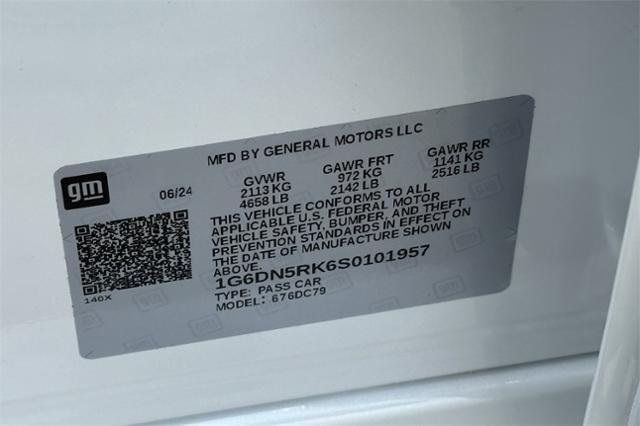 MFD BY GENERAL MOTORS LLC
gm
06/24
GVWR GAWR FRT GAWR RR
2113 KG 972 KG 1141 KG
4658 LB 2142 LB 2516 LB
THIS VEHICLE CONFORMS TO ALL
APPLICABLE U.S. FEDERAL MOTOR
VEHICLE SAFETY, BUMPER, AND THEFT
PREVENTION STANDARDS IN EFFECT ON
THE DATE OF MANUFACTURE SHOWN
ABOVE.
1G6DN5RK6S0101957
TYPE: PASS CAR
MODEL: 676DC79
140X